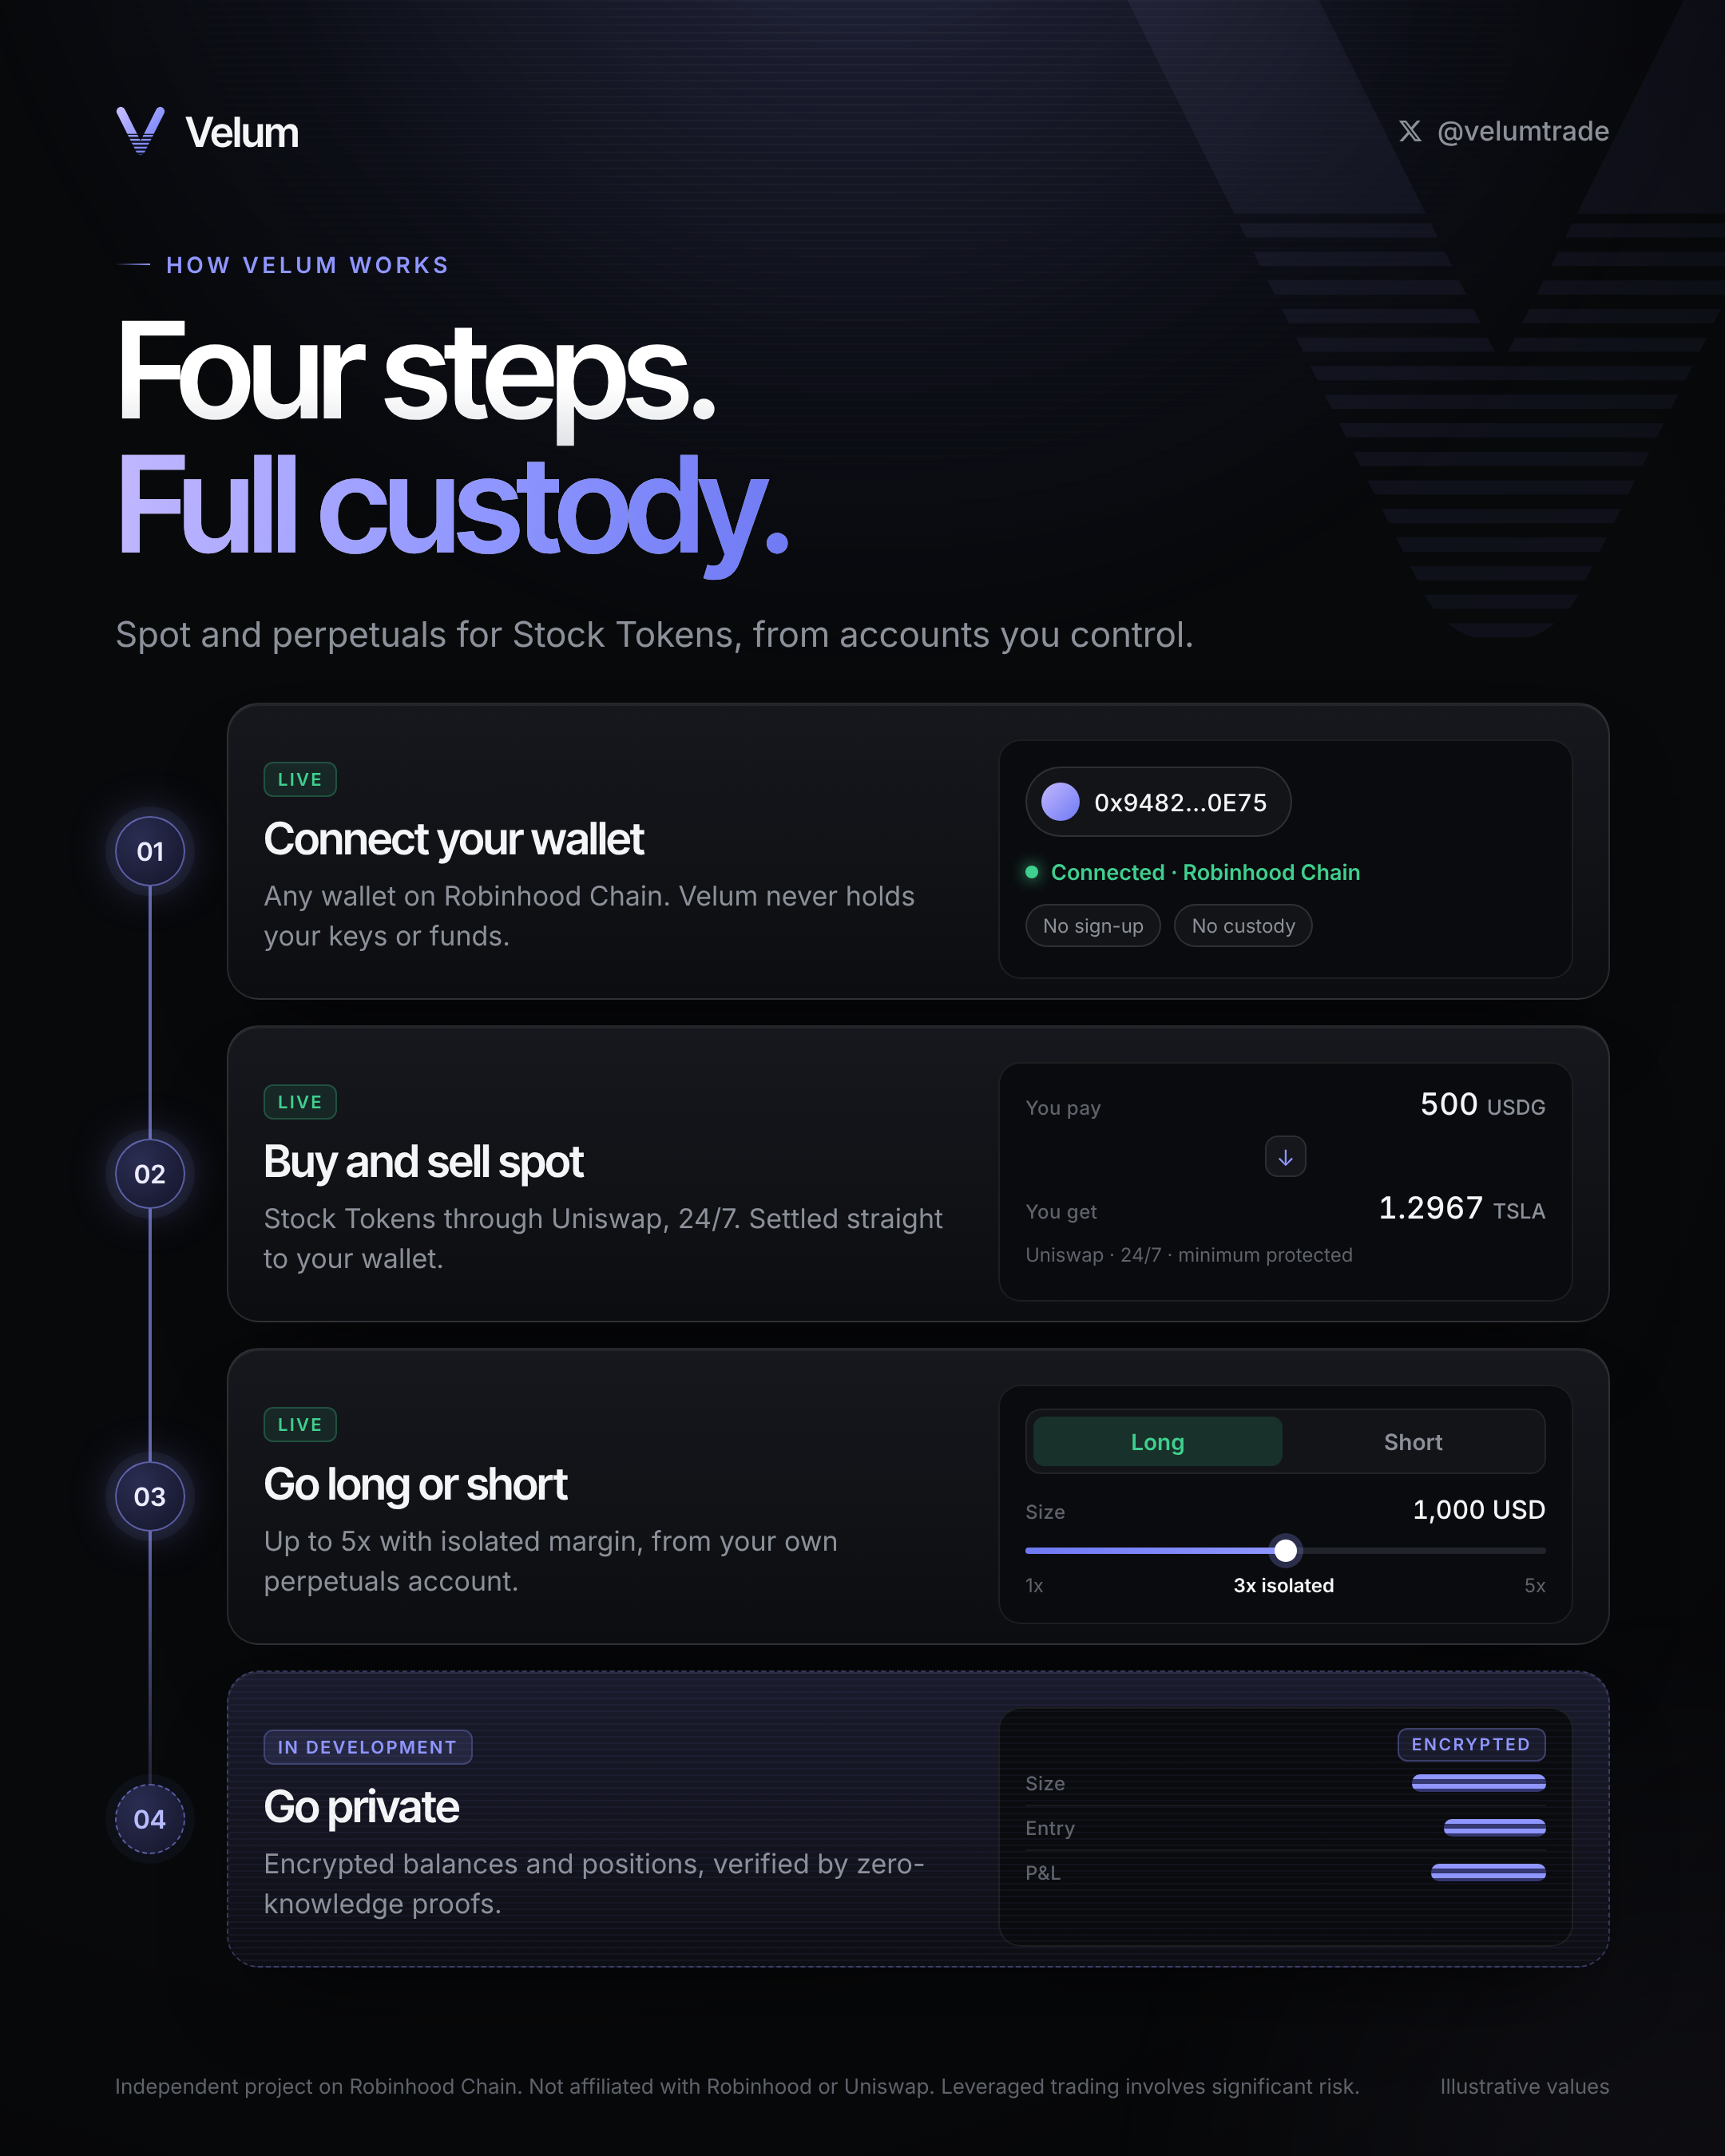 Velum
𝕏 @velumtrade
HOW VELUM WORKS
Four steps.
Full custody.
Spot and perpetuals for Stock Tokens, from accounts you control.
01
LIVE
Connect your wallet
Any wallet on Robinhood Chain. Velum never holds
your keys or funds.
0x9482...0E75
Connected · Robinhood Chain
No sign-up No custody
02
LIVE
Buy and sell spot
Stock Tokens through Uniswap, 24/7. Settled straight
to your wallet.
You pay 500 USDG
You get 1.2967 TSLA
Uniswap · 24/7 · minimum protected
03
LIVE
Go long or short
Up to 5x with isolated margin, from your own
perpetuals account.
Long Short
Size 1,000 USD
1x 3x isolated 5x
04
IN DEVELOPMENT
Go private
Encrypted balances and positions, verified by zero-
knowledge proofs.
ENCRYPTED
Size
Entry
P&L
Independent project on Robinhood Chain. Not affiliated with Robinhood or Uniswap. Leveraged trading involves significant risk. Illustrative values